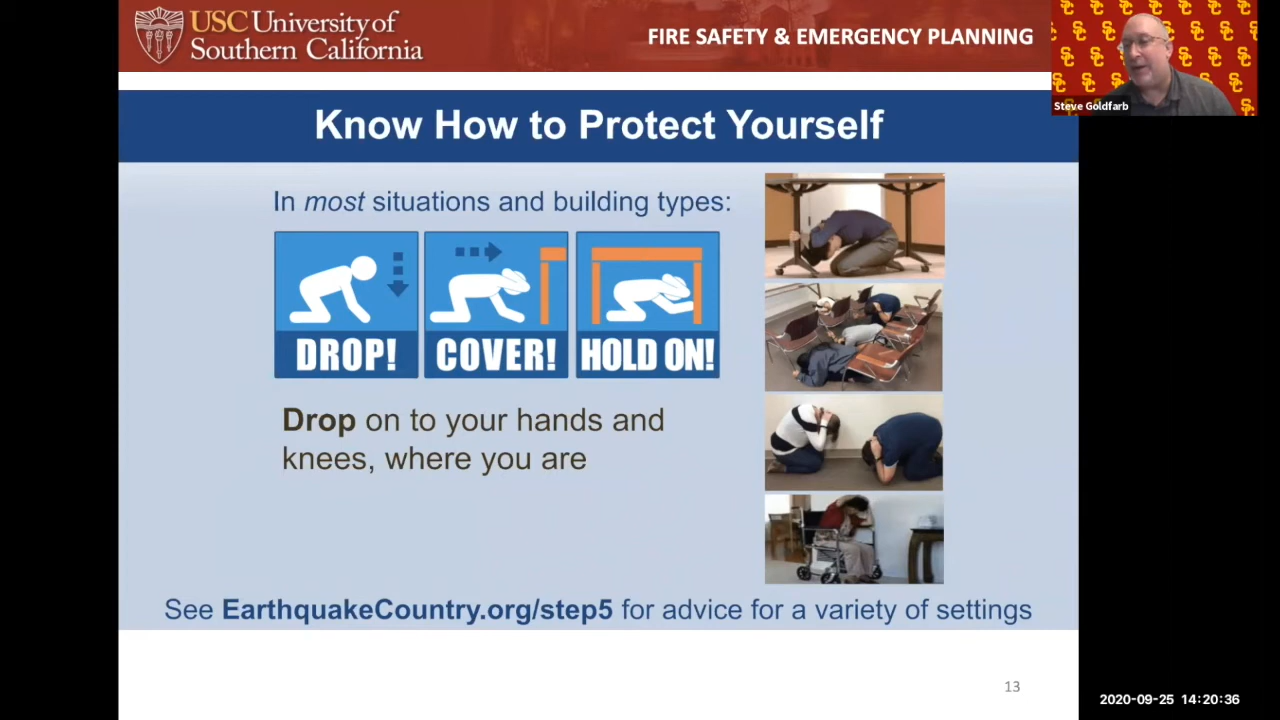 USC University of
Southern California
FIRE SAFETY & EMERGENCY PLANNING
Steve Goldfarb
Know How to Protect Yourself
In most situations and building types:
DROP!
COVER!
HOLD ON!
Drop on to your hands and
knees, where you are
See EarthquakeCountry.org/step5 for advice for a variety of settings
13
2020-09-25 14:20:36